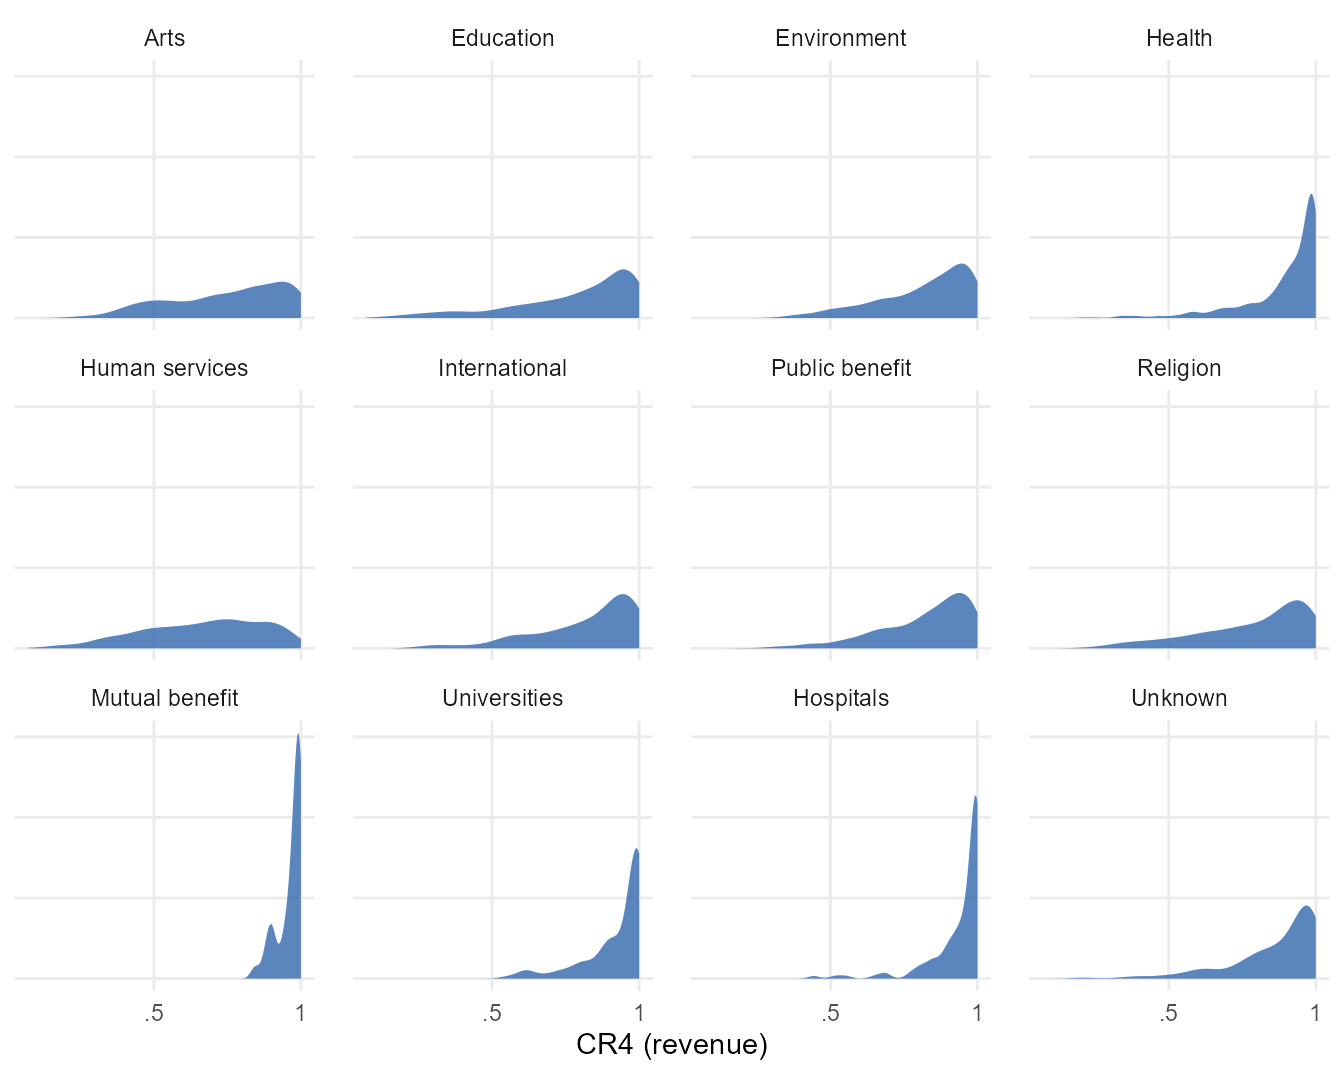 Arts Education Environment Health
Human services International Public benefit Religion
Mutual benefit Universities Hospitals Unknown
.5 1 .5 1 .5 1 .5 1
CR4 (revenue)